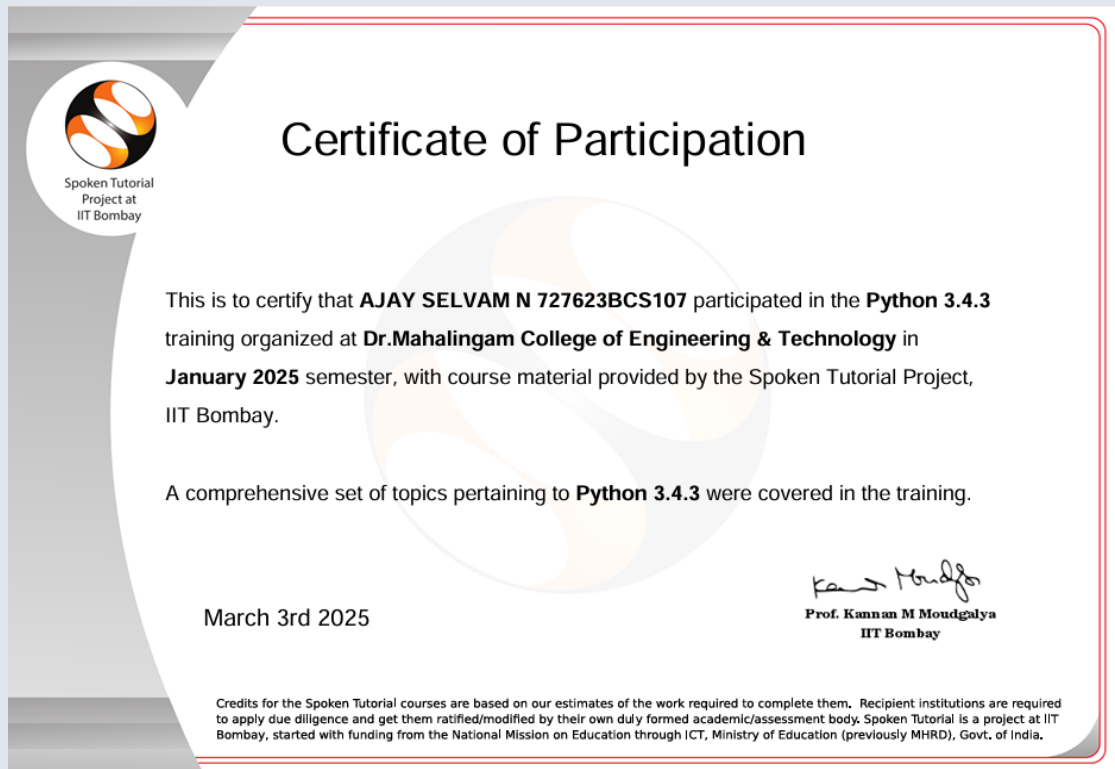 Spoken Tutorial
Project at
IIT Bombay
Certificate of Participation
This is to certify that AJAY SELVAM N 727623BCS107 participated in the Python 3.4.3
training organized at Dr.Mahalingam College of Engineering & Technology in
January 2025 semester, with course material provided by the Spoken Tutorial Project,
IIT Bombay.
A comprehensive set of topics pertaining to Python 3.4.3 were covered in the training.
March 3rd 2025
Prof. Kannan M Moudgalya
IIT Bombay
Credits for the Spoken Tutorial courses are based on our estimates of the work required to complete them. Recipient institutions are required
to apply due diligence and get them ratified/modified by their own duly formed academic/assessment body. Spoken Tutorial is a project at IIT
Bombay, started with funding from the National Mission on Education through ICT, Ministry of Education (previously MHRD), Govt. of India.